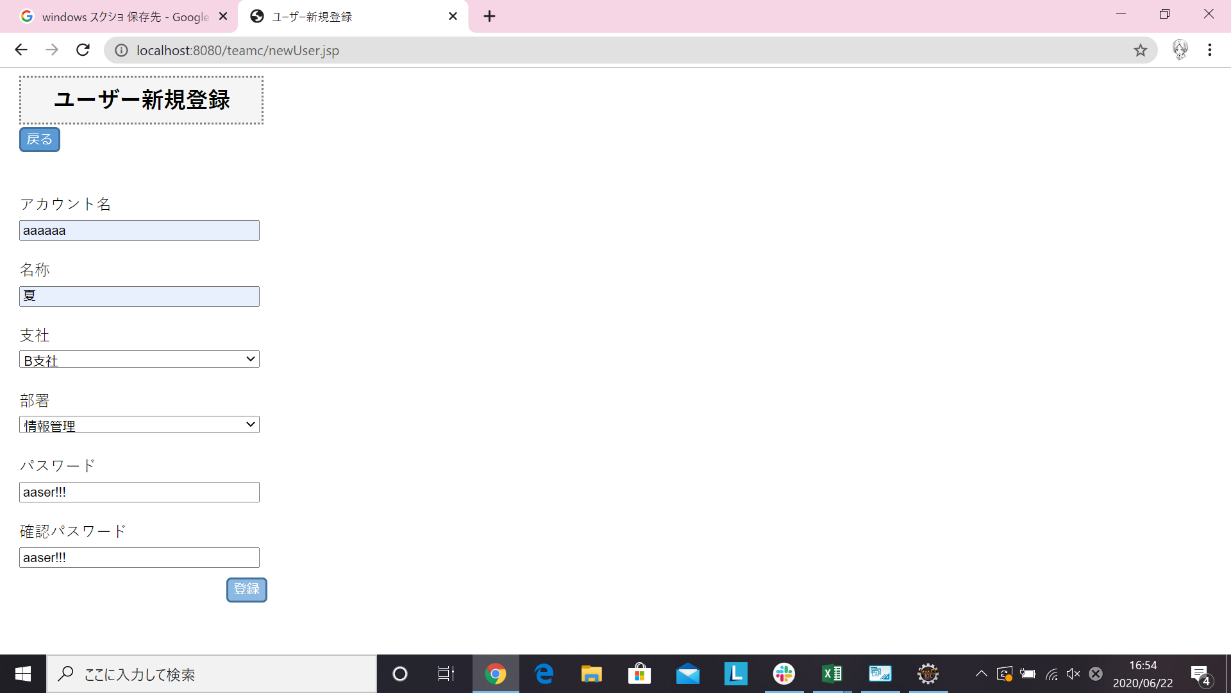 windows スクショ 保存先 - Google
ユーザー新規登録
localhost:8080/teamc/newUser.jsp
ユーザー新規登録
戻る
アカウント名
aaaaaa
名称
夏
支社
B支社
部署
情報管理
パスワード
aaser!!!
確認パスワード
aaser!!!
登録
ここに入力して検索
16:54
2020/06/22
4